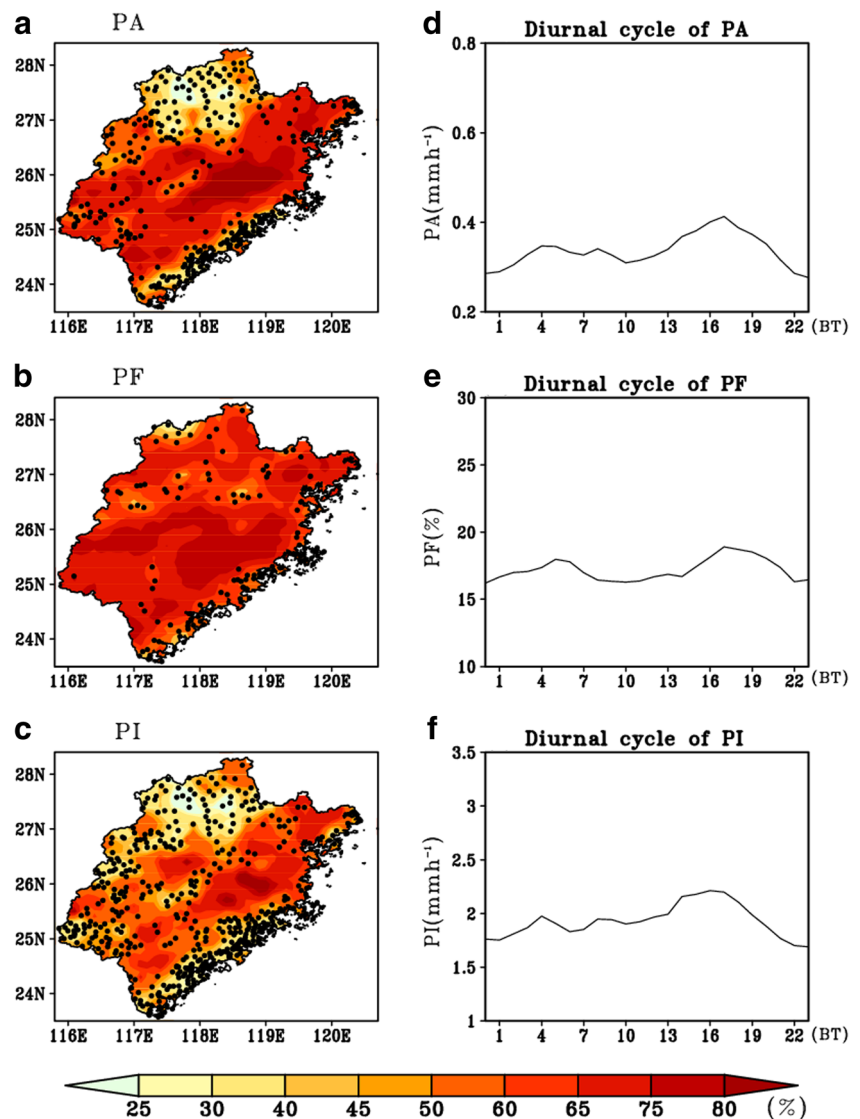 a PA
28N
27N
26N
25N
24N
116E 117E 118E 119E 120E
d Diurnal cycle of PA
PA(mmh⁻¹)
0.8
0.6
0.4
0.2
1 4 7 10 13 16 19 22 (BT)
b PF
28N
27N
26N
25N
24N
116E 117E 118E 119E 120E
e Diurnal cycle of PF
PF(%)
30
25
20
15
10
1 4 7 10 13 16 19 22 (BT)
c PI
28N
27N
26N
25N
24N
116E 117E 118E 119E 120E
f Diurnal cycle of PI
PI(mmh⁻¹)
3.5
3
2.5
2
1.5
1
1 4 7 10 13 16 19 22 (BT)
25 30 40 45 50 60 65 75 80 (%)